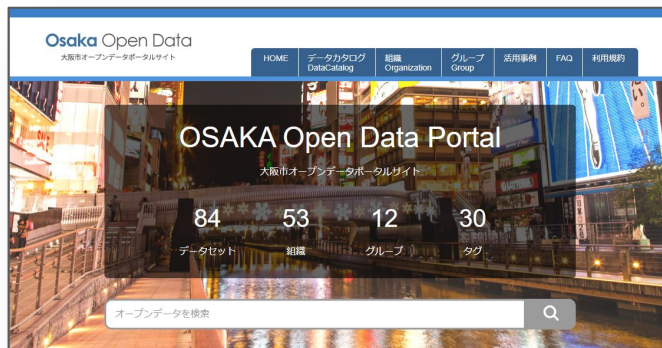 Osaka Open Data
大阪市オープンデータポータルサイト
HOME
データカタログ
DataCatalog
組織
Organization
グループ
Group
活用事例
FAQ
利用規約
OSAKA Open Data Portal
大阪市オープンデータポータルサイト
84 53 12 30
データセット 組織 グループ タグ
オープンデータを検索
い。